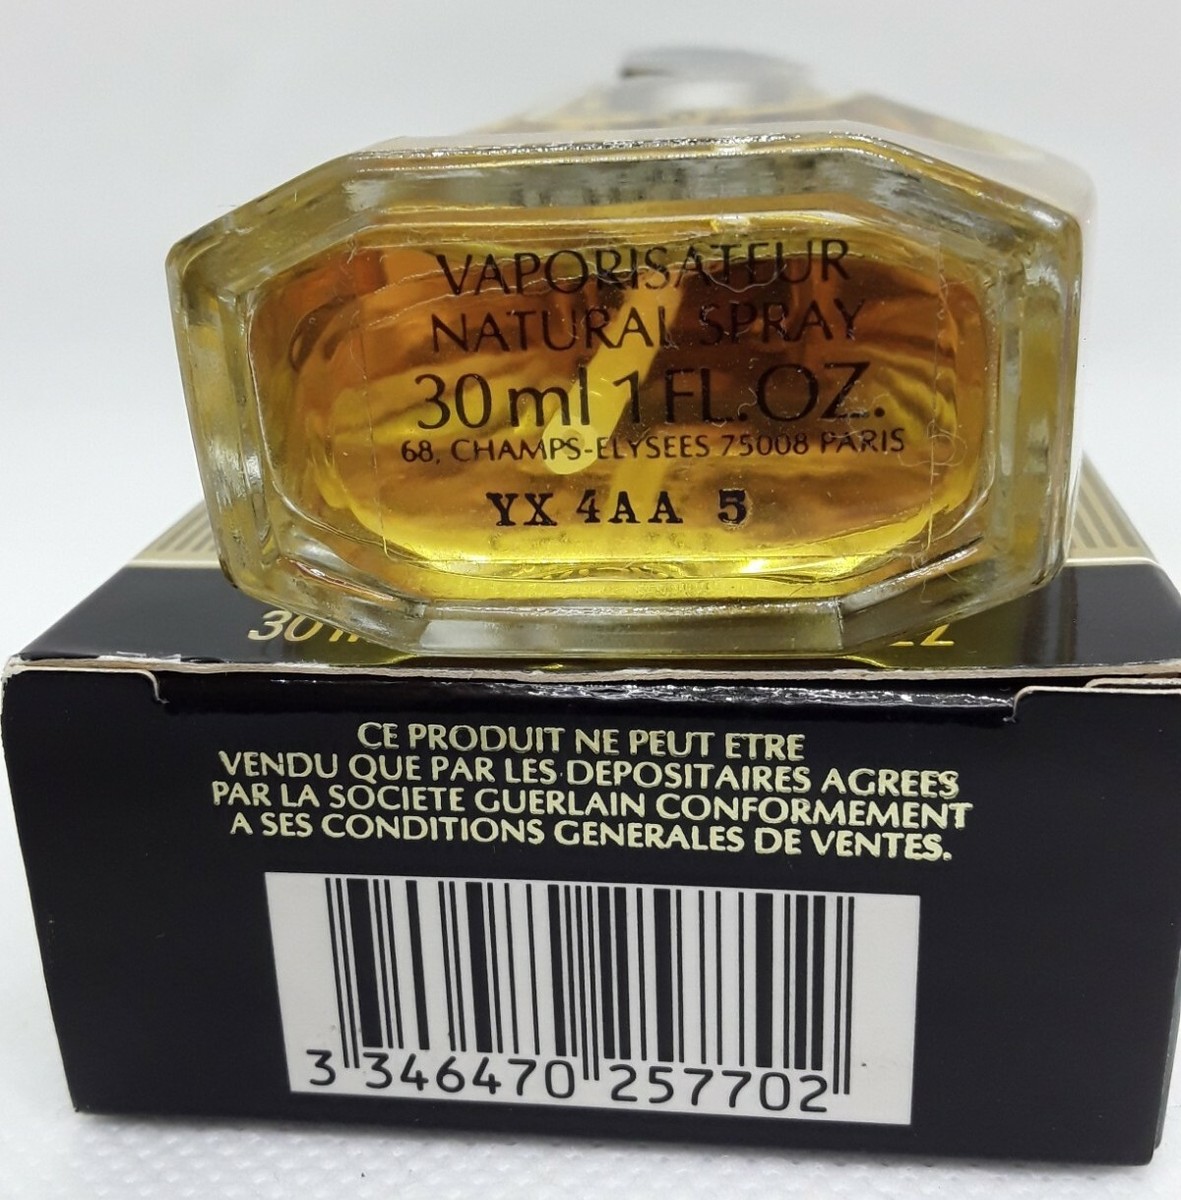 VAPORISATEUR
NATURAL SPRAY
30 ml 1 FL. OZ.
68, CHAMPS-ELYSEES 75008 PARIS
YX 4AA 5
30
CE PRODUIT NE PEUT ETRE
VENDU QUE PAR LES DEPOSITAIRES AGREES
PAR LA SOCIETE GUERLAIN CONFORMEMENT
A SES CONDITIONS GENERALES DE VENTES.
3 346470 257702